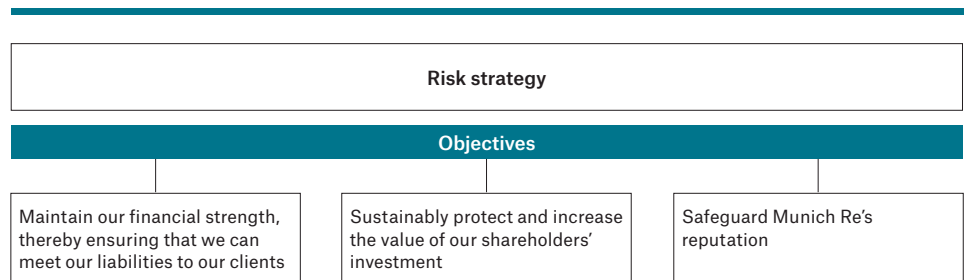 Risk strategy
Objectives
Maintain our financial strength,
thereby ensuring that we can
meet our liabilities to our clients
Sustainably protect and increase
the value of our shareholders’
investment
Safeguard Munich Re’s
reputation